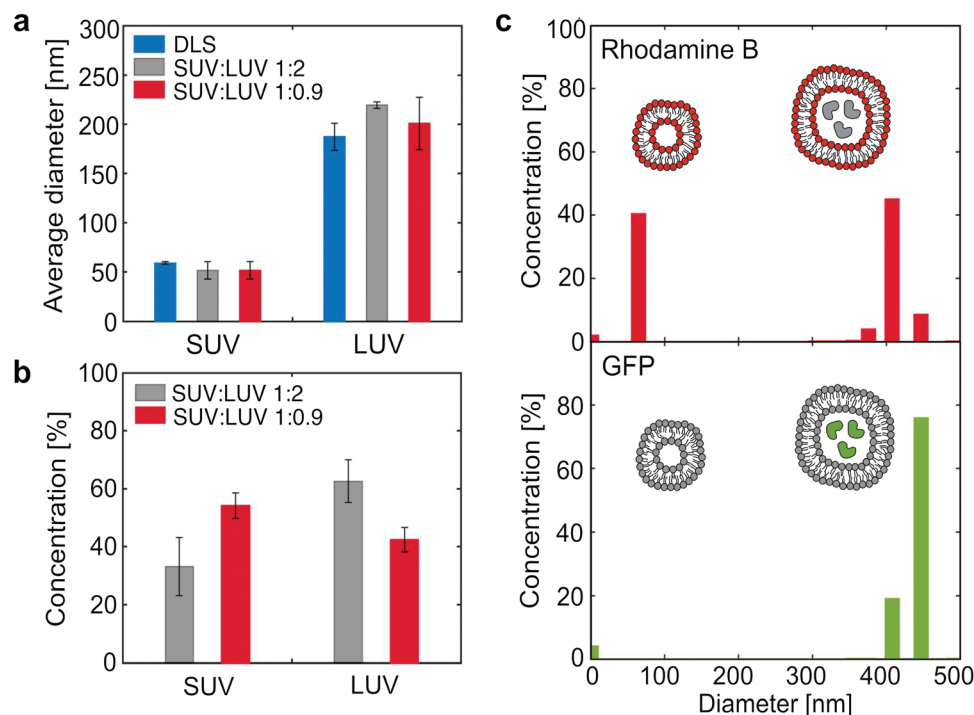 a
Average diameter [nm]
300
250
200
150
100
50
0
DLS
SUV:LUV 1:2
SUV:LUV 1:0.9
SUV LUV
b
Concentration [%]
100
80
60
40
20
0
SUV:LUV 1:2
SUV:LUV 1:0.9
SUV LUV
c
Concentration [%]
100
80
60
40
20
0
Rhodamine B
Concentration [%]
80
60
40
20
0
GFP
0 100 200 300 400 500
Diameter [nm]